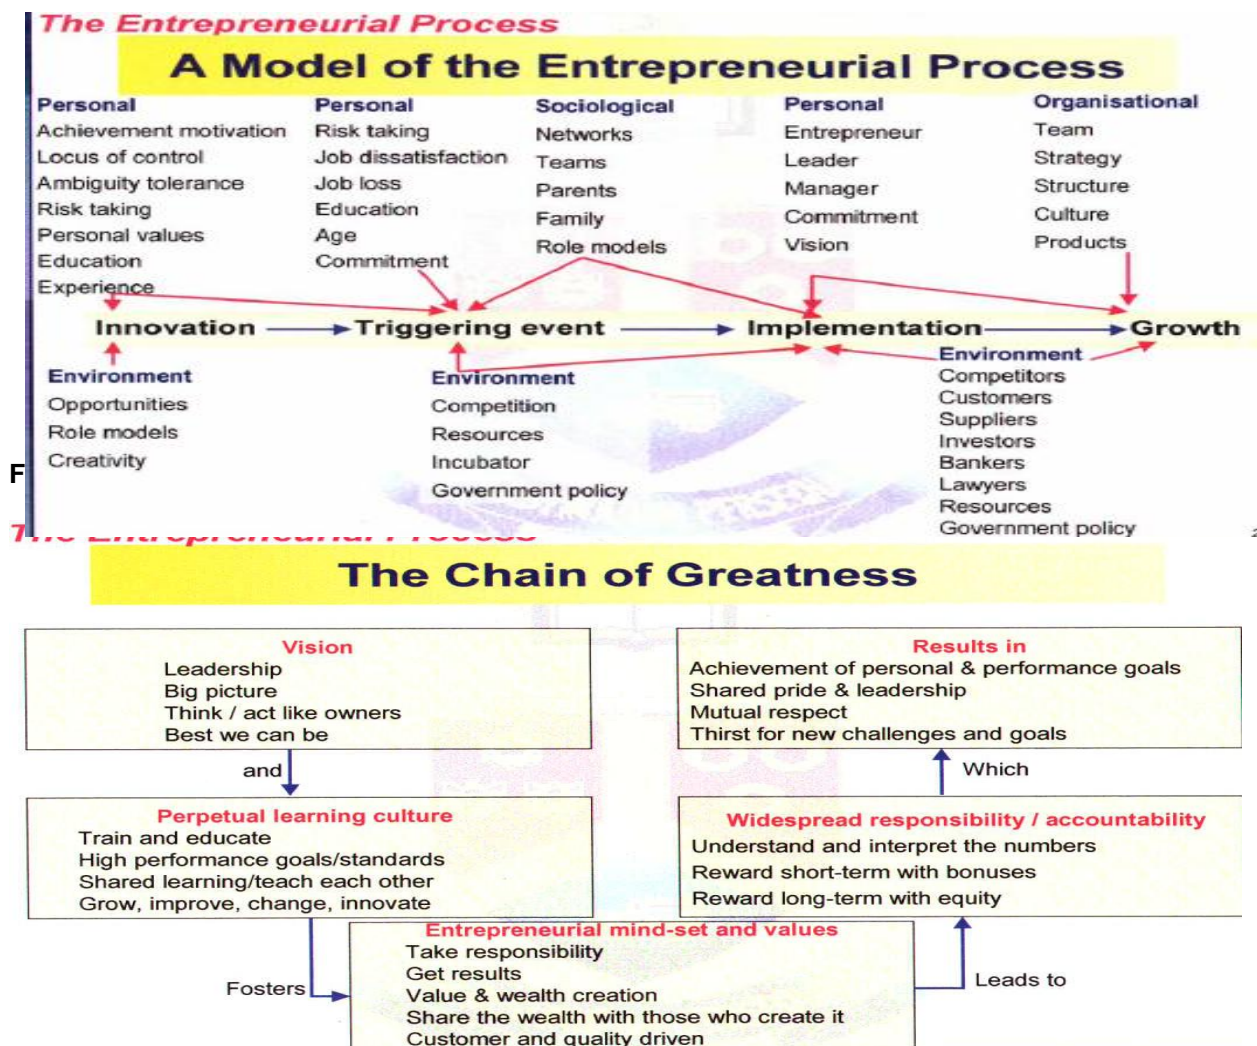 The Entrepreneurial Process
A Model of the Entrepreneurial Process
Personal
Achievement motivation
Locus of control
Ambiguity tolerance
Risk taking
Personal values
Education
Experience
Personal
Risk taking
Job dissatisfaction
Job loss
Education
Age
Commitment
Sociological
Networks
Teams
Parents
Family
Role models
Personal
Entrepreneur
Leader
Manager
Commitment
Vision
Organisational
Team
Strategy
Structure
Culture
Products
Innovation
Triggering event
Implementation
Growth
Environment
Opportunities
Role models
Creativity
Environment
Competition
Resources
Incubator
Government policy
Environment
Competitors
Customers
Suppliers
Investors
Bankers
Lawyers
Resources
Government policy
F
2
The Entrepreneurial Process
The Chain of Greatness
Vision
Leadership
Big picture
Think / act like owners
Best we can be
and
Perpetual learning culture
Train and educate
High performance goals/standards
Shared learning/teach each other
Grow, improve, change, innovate
Fosters
Entrepreneurial mind-set and values
Take responsibility
Get results
Value & wealth creation
Share the wealth with those who create it
Customer and quality driven
Leads to
Widespread responsibility / accountability
Understand and interpret the numbers
Reward short-term with bonuses
Reward long-term with equity
Which
Results in
Achievement of personal & performance goals
Shared pride & leadership
Mutual respect
Thirst for new challenges and goals